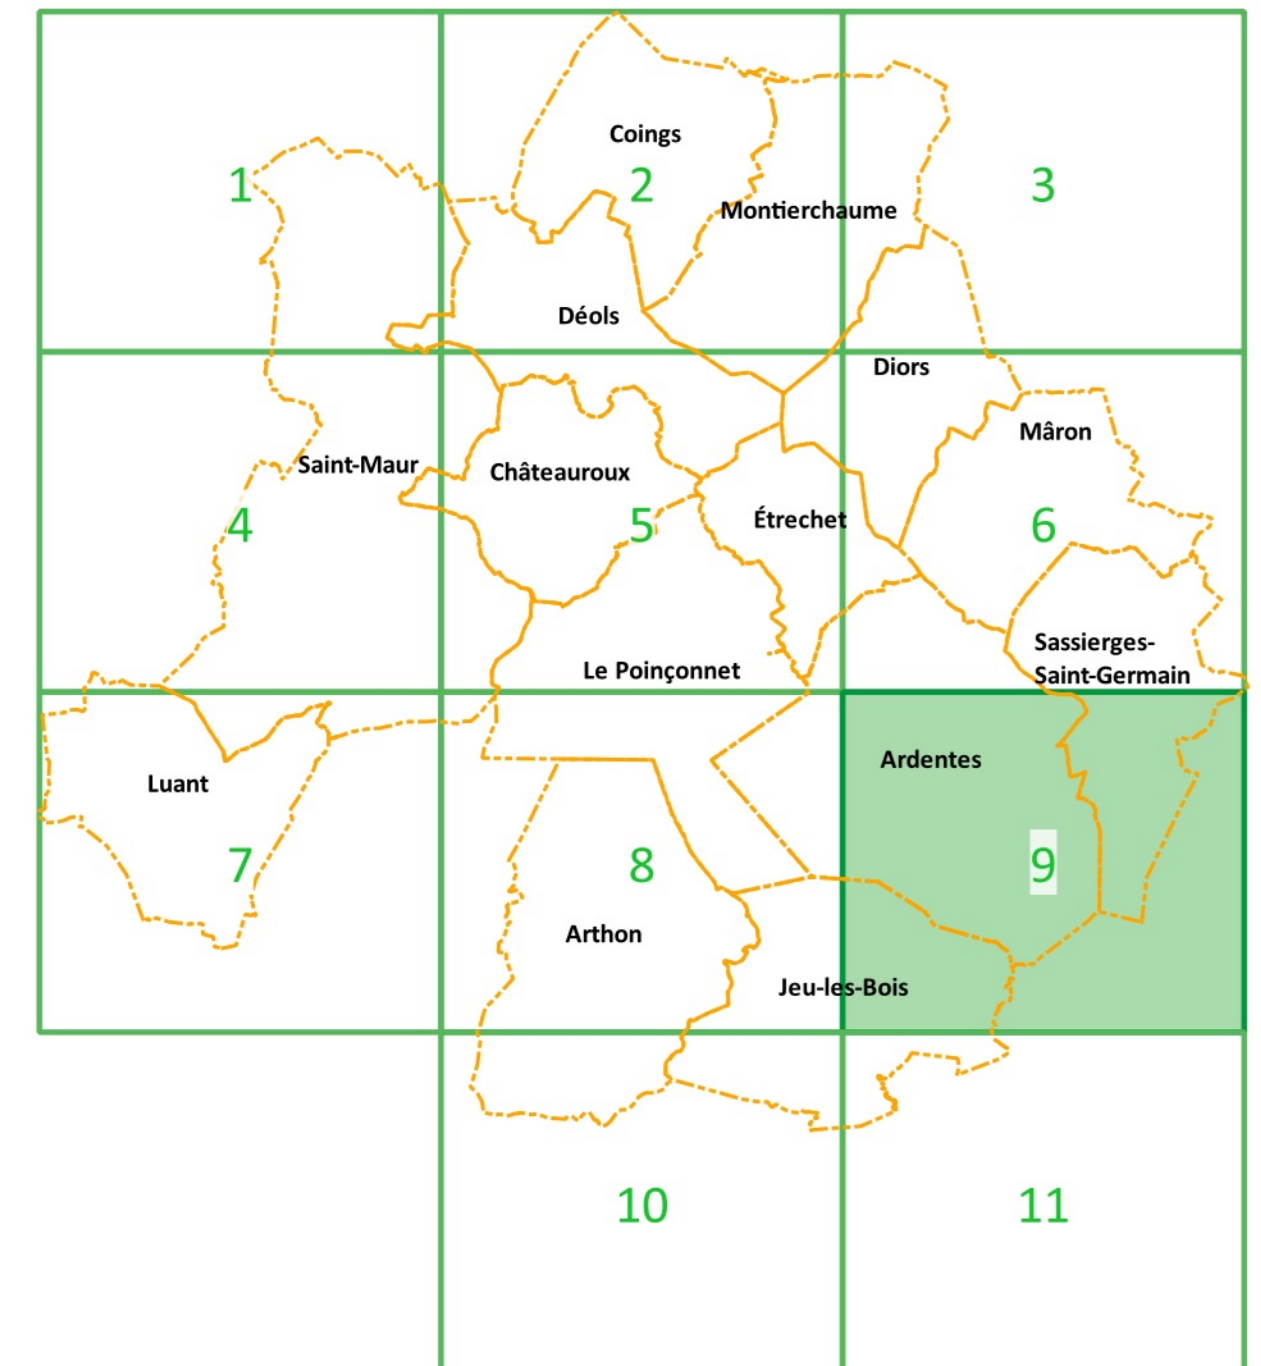 Coings
1
2
3
Montierchaume
Déols
Diors
Mâron
Saint-Maur
Châteauroux
Étrechet
4
5
6
Sassierges-
Saint-Germain
Le Poinçonnet
Ardentes
Luant
7
8
9
Arthon
Jeu-les-Bois
10
11